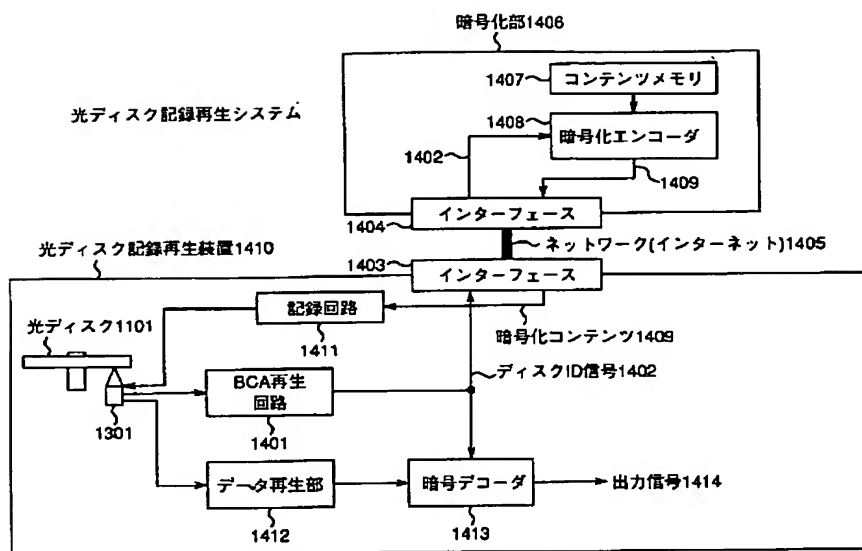 暗号化部1406
1407
コンテンツメモリ
光ディスク記録再生システム
1408
暗号化エンコーダ
1402
1409
インターフェース
1404
ネットワーク(インターネット)1405
光ディスク記録再生装置1410
1403
インターフェース
記録回路
暗号化コンテンツ1409
光ディスク1101
1411
ディスクID信号1402
BCA再生
回路
1301
1401
データ再生部
暗号デコーダ
出力信号1414
1412
1413